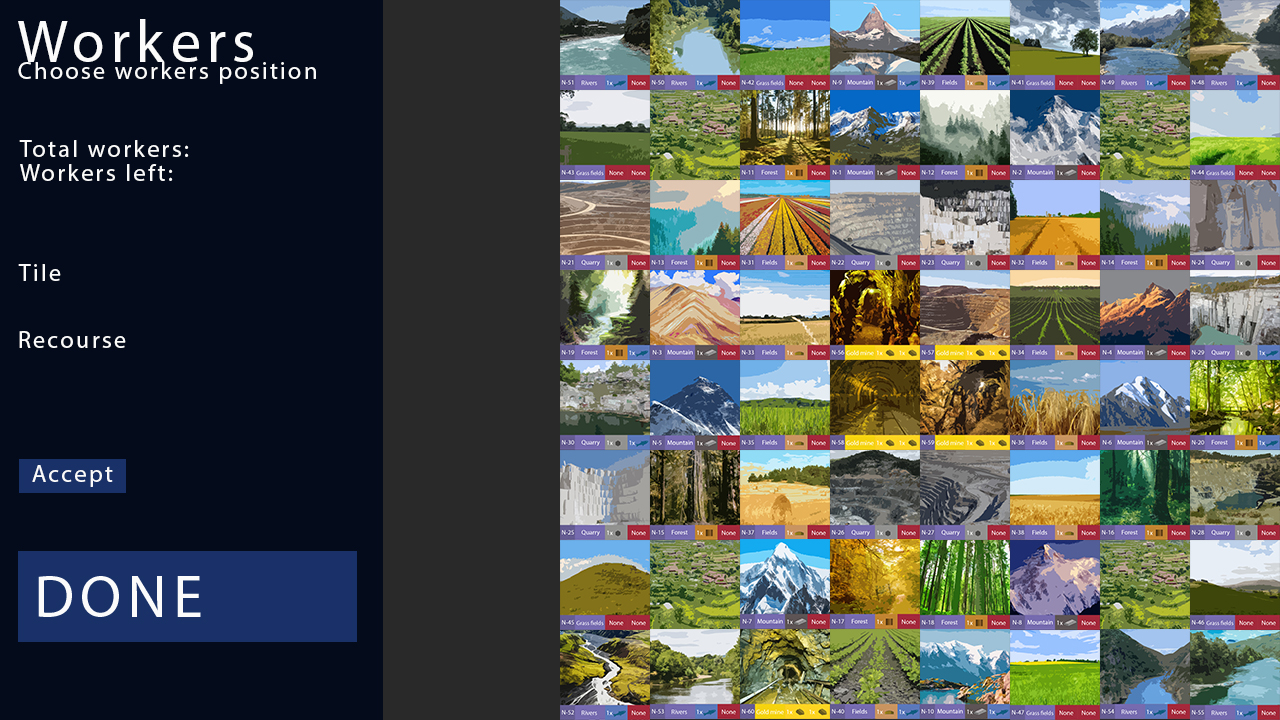 Workers
Choose workers position
Total workers:
Workers left:
Tile
Recourse
Accept
DONE
N-51 Rivers 1x None
N-50 Rivers 1x None
N-42 Grass fields None None
N-9 Mountain 1x 1x
N-39 Fields 1x 1x
N-41 Grass fields None None
N-49 Rivers 1x None
N-48 Rivers 1x None
N-43 Grass fields None None
N-11 Forest 1x None
N-1 Mountain 1x None
N-12 Forest 1x None
N-2 Mountain 1x None
N-44 Grass fields None None
N-21 Quarry 1x None
N-13 Forest 1x None
N-31 Fields 1x None
N-22 Quarry 1x None
N-23 Quarry 1x None
N-32 Fields 1x None
N-14 Forest 1x None
N-24 Quarry 1x None
N-19 Forest 1x 1x
N-3 Mountain 1x None
N-33 Fields 1x None
N-56 Gold mine 1x 1x
N-57 Gold mine 1x 1x
N-34 Fields 1x None
N-4 Mountain 1x None
N-29 Quarry 1x 1x
N-30 Quarry 1x 1x
N-5 Mountain 1x None
N-35 Fields 1x None
N-58 Gold mine 1x 1x
N-59 Gold mine 1x 1x
N-36 Fields 1x None
N-6 Mountain 1x None
N-20 Forest 1x 1x
N-25 Quarry 1x None
N-15 Forest 1x None
N-37 Fields 1x None
N-26 Quarry 1x None
N-27 Quarry 1x None
N-38 Fields 1x None
N-16 Forest 1x None
N-28 Quarry 1x None
N-45 Grass fields None None
N-7 Mountain 1x None
N-17 Forest 1x None
N-18 Forest 1x None
N-8 Mountain 1x None
N-46 Grass fields None None
N-52 Rivers 1x None
N-53 Rivers 1x None
N-60 Gold mine 1x 1x
N-40 Fields 1x 1x
N-10 Mountain 1x 1x
N-47 Grass fields None None
N-54 Rivers 1x None
N-55 Rivers 1x None